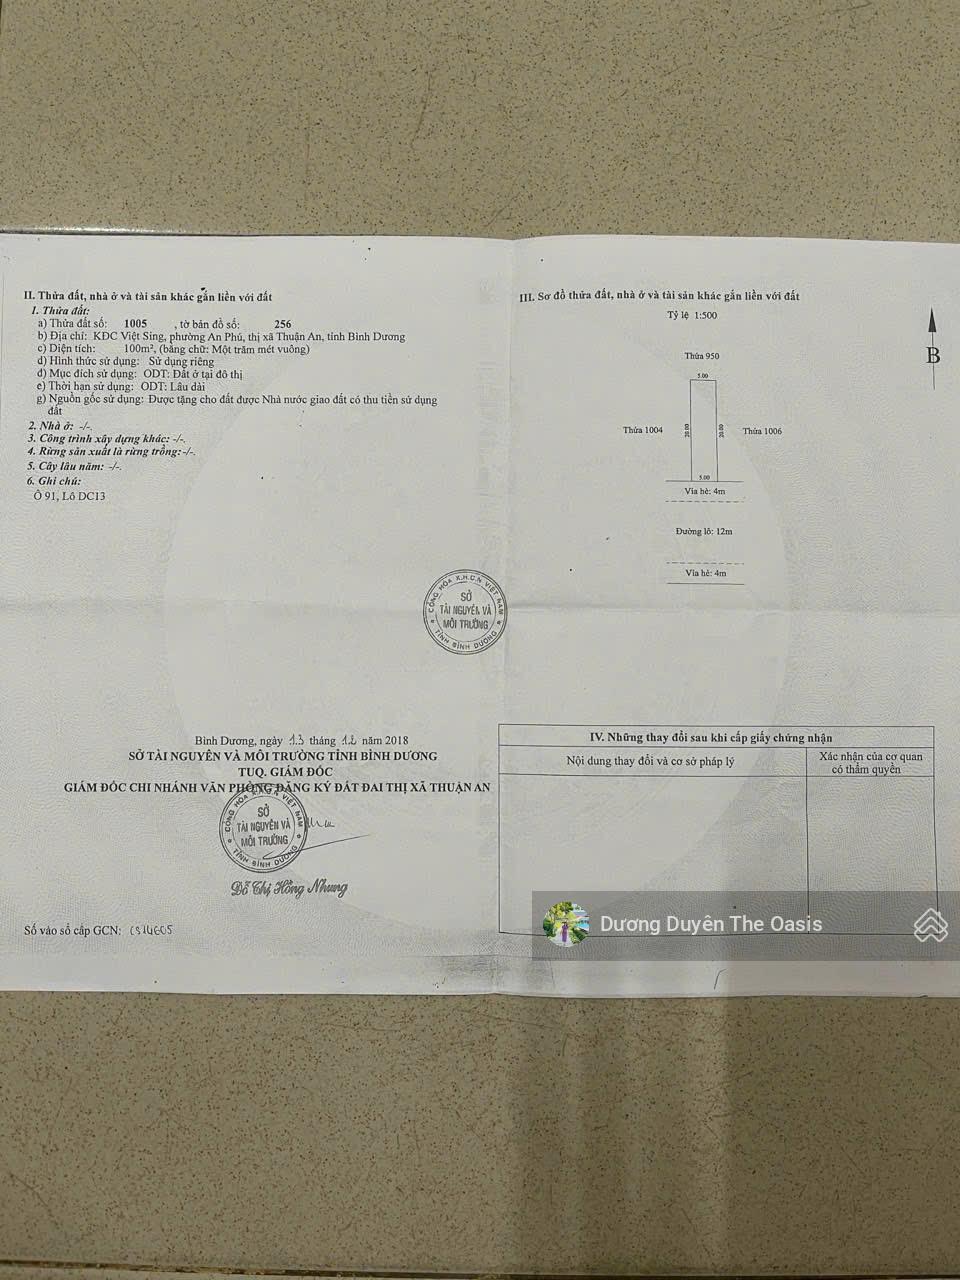 II. Thửa đất, nhà ở và tài sản khác gắn liền với đất
1. Thửa đất:
a) Thửa đất số: 1005 , tờ bản đồ số: 256
b) Địa chỉ: KDC Việt Sing, phường An Phú, thị xã Thuận An, tỉnh Bình Dương
c) Diện tích: 100m², (bằng chữ: Một trăm mét vuông)
d) Hình thức sử dụng: Sử dụng riêng
đ) Mục đích sử dụng: ODT: Đất ở tại đô thị
e) Thời hạn sử dụng: ODT: Lâu dài
g) Nguồn gốc sử dụng: Được tặng cho đất được Nhà nước giao đất có thu tiền sử dụng
đất
2. Nhà ở: -/-.
3. Công trình xây dựng khác: -/-.
4. Rừng sản xuất là rừng trồng: -/-.
5. Cây lâu năm: -/-.
6. Ghi chú:
Ô 91, Lô DC13
III. Sơ đồ thửa đất, nhà ở và tài sản khác gắn liền với đất
Tỷ lệ 1:500
B
Thửa 950
5.00
Thửa 1004
20.00
20.00
Thửa 1006
5.00
Vỉa hè: 4m
Đường lô: 12m
Vỉa hè: 4m
CỘNG HÒA X.H.C.N VIỆT NAM
SỞ
TÀI NGUYÊN VÀ
MÔI TRƯỜNG
TỈNH BÌNH DƯƠNG
Bình Dương, ngày 13 tháng 12 năm 2018
SỞ TÀI NGUYÊN VÀ MÔI TRƯỜNG TỈNH BÌNH DƯƠNG
TUQ. GIÁM ĐỐC
GIÁM ĐỐC CHI NHÁNH VĂN PHÒNG ĐĂNG KÝ ĐẤT ĐAI THỊ XÃ THUẬN AN
CỘNG HÒA X.H.C.N VIỆT NAM
SỞ
TÀI NGUYÊN VÀ
MÔI TRƯỜNG
TỈNH BÌNH DƯƠNG
Đỗ Thị Hồng Nhung
Số vào sổ cấp GCN: CS14605
IV. Những thay đổi sau khi cấp giấy chứng nhận
Nội dung thay đổi và cơ sở pháp lý
Xác nhận của cơ quan
có thẩm quyền
Dương Duyên The Oasis